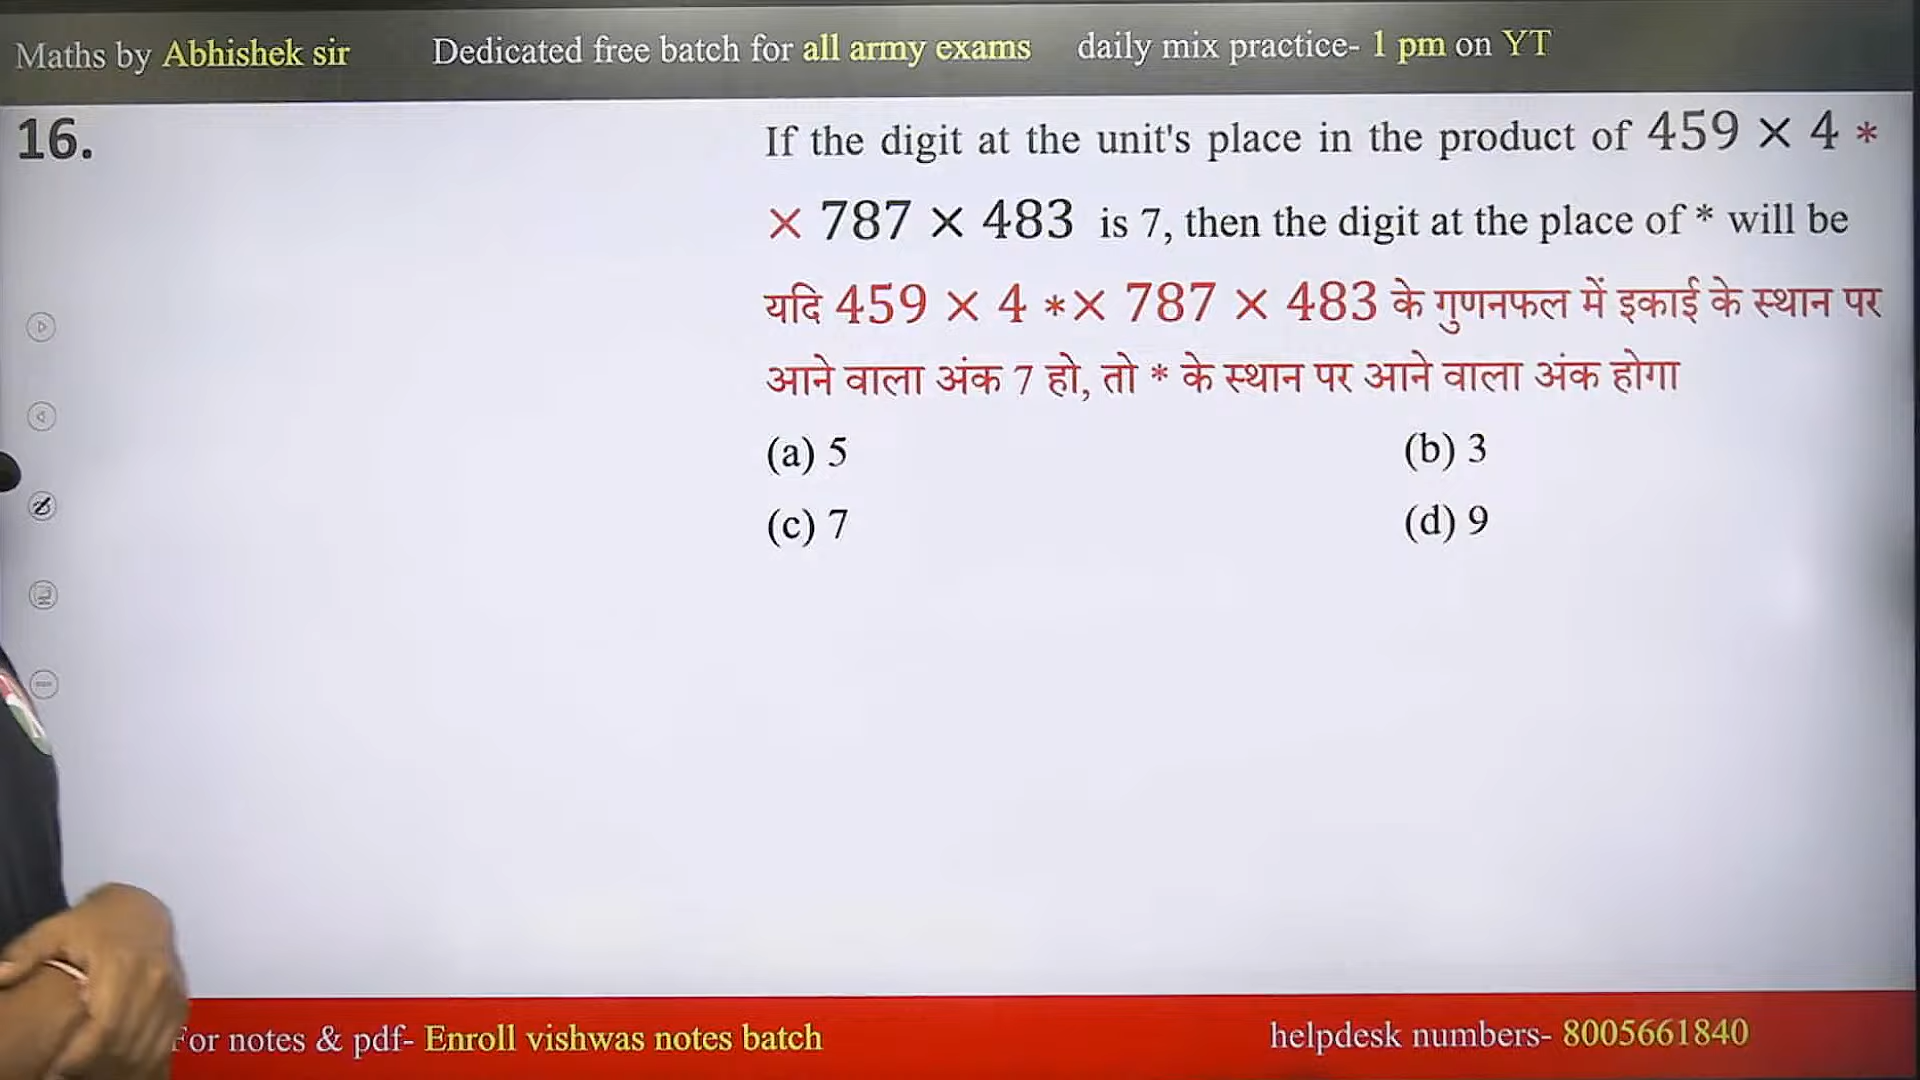 Maths by Abhishek sir Dedicated free batch for all army exams daily mix practice- 1 pm on YT
16.
If the digit at the unit's place in the product of 459 × 4 *
× 787 × 483 is 7, then the digit at the place of * will be
यदि 459 × 4 *× 787 × 483 के गुणनफल में इकाई के स्थान पर
आने वाला अंक 7 हो, तो * के स्थान पर आने वाला अंक होगा
(a) 5 (b) 3
(c) 7 (d) 9
For notes & pdf- Enroll vishwas notes batch helpdesk numbers- 8005661840